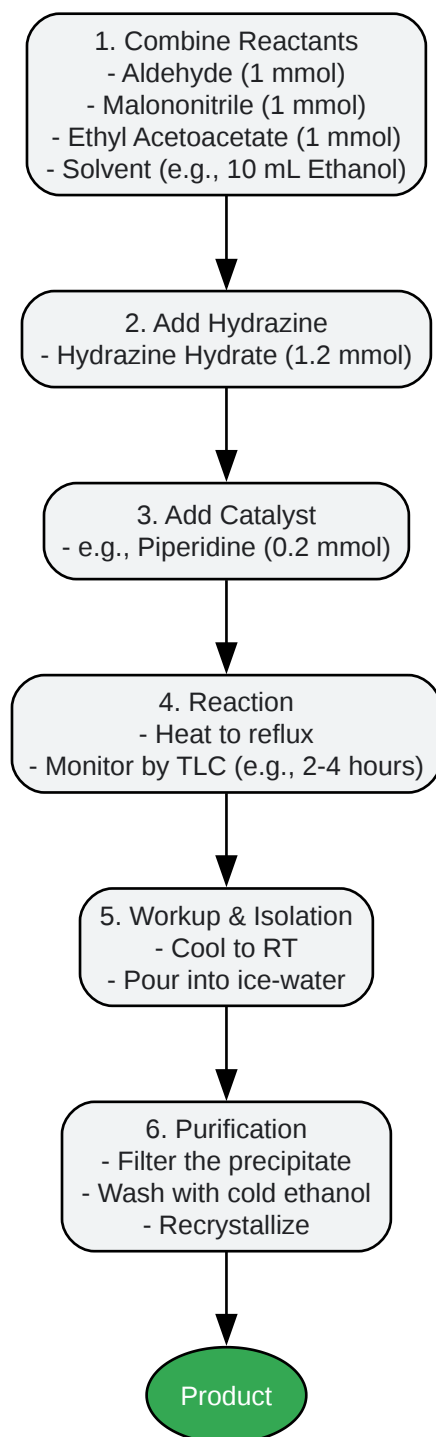 1. Combine Reactants
- Aldehyde (1 mmol)
- Malononitrile (1 mmol)
- Ethyl Acetoacetate (1 mmol)
- Solvent (e.g., 10 mL Ethanol)
2. Add Hydrazine
- Hydrazine Hydrate (1.2 mmol)
3. Add Catalyst
- e.g., Piperidine (0.2 mmol)
4. Reaction
- Heat to reflux
- Monitor by TLC (e.g., 2-4 hours)
5. Workup & Isolation
- Cool to RT
- Pour into ice-water
6. Purification
- Filter the precipitate
- Wash with cold ethanol
- Recrystallize
Product